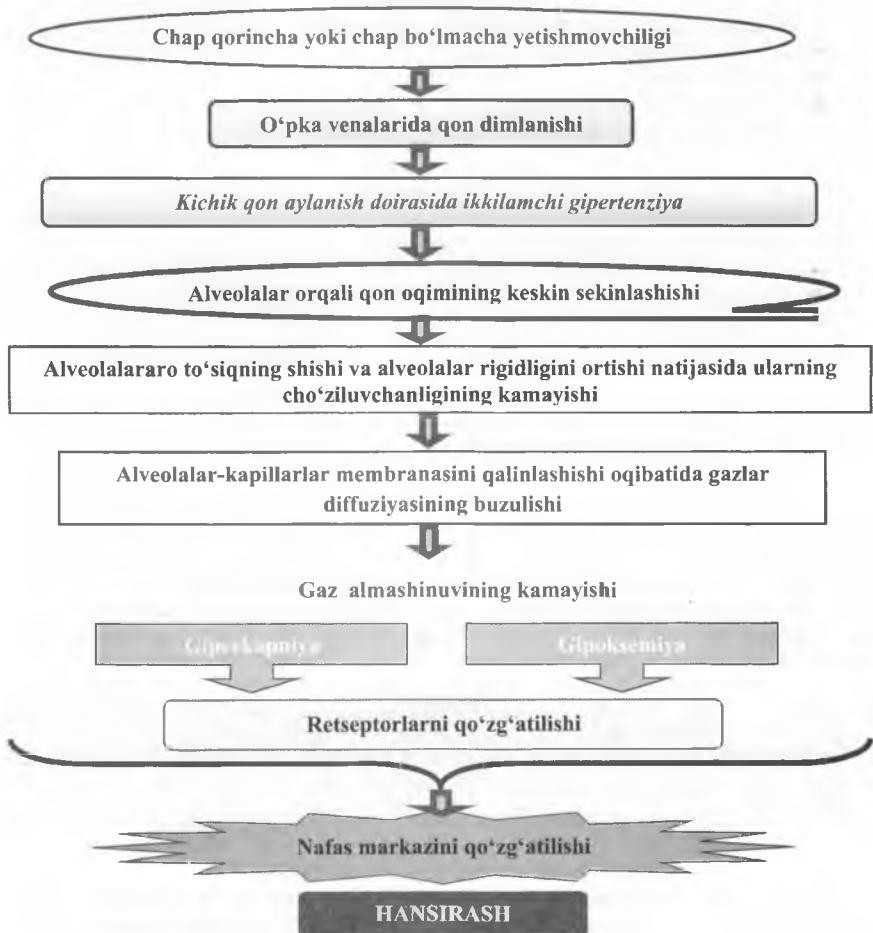 Chap qorincha yoki chap bo‘lmacha yetishmovchiligi
O‘pka venalarida qon dimlanishi
Kichik qon aylanish doirasida ikkilamchi gipertenziya
Alveolalar orqali qon oqimining keskin sekinlashishi
Alveolalararo to‘siqning shishi va alveolalar rigidligini ortishi natijasida ularning
cho‘ziluvchanligining kamayishi
Alveolalar-kapillarlar membranasini qalinlashishi oqibatida gazlar
diffuziyasining buzulishi
Gaz almashinuvining kamayishi
Giperkapniya Gipoksemiya
Retseptorlarni qo‘zg‘atilishi
Nafas markazini qo‘zg‘atilishi
HANSIRASH